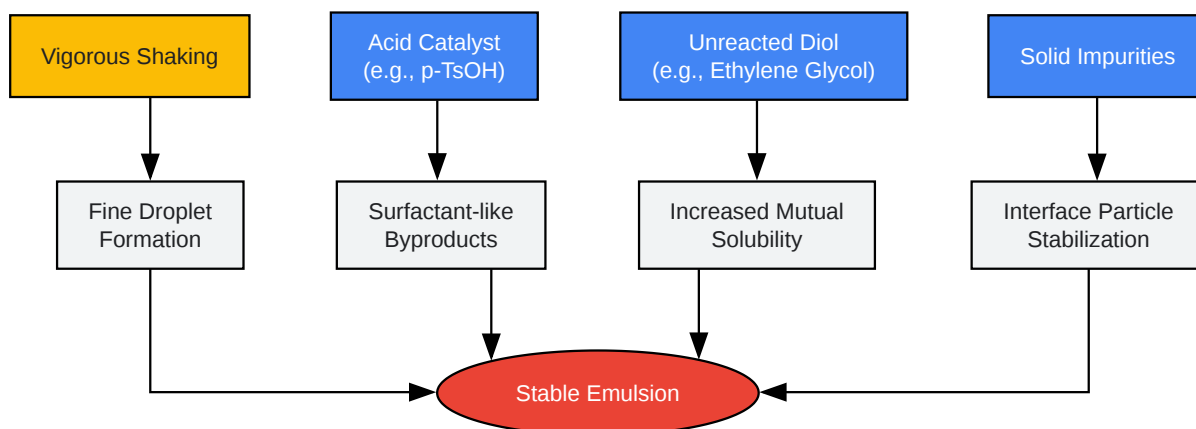 Vigorous Shaking
Acid Catalyst
(e.g., p-TsOH)
Unreacted Diol
(e.g., Ethylene Glycol)
Solid Impurities
Fine Droplet
Formation
Surfactant-like
Byproducts
Increased Mutual
Solubility
Interface Particle
Stabilization
Stable Emulsion